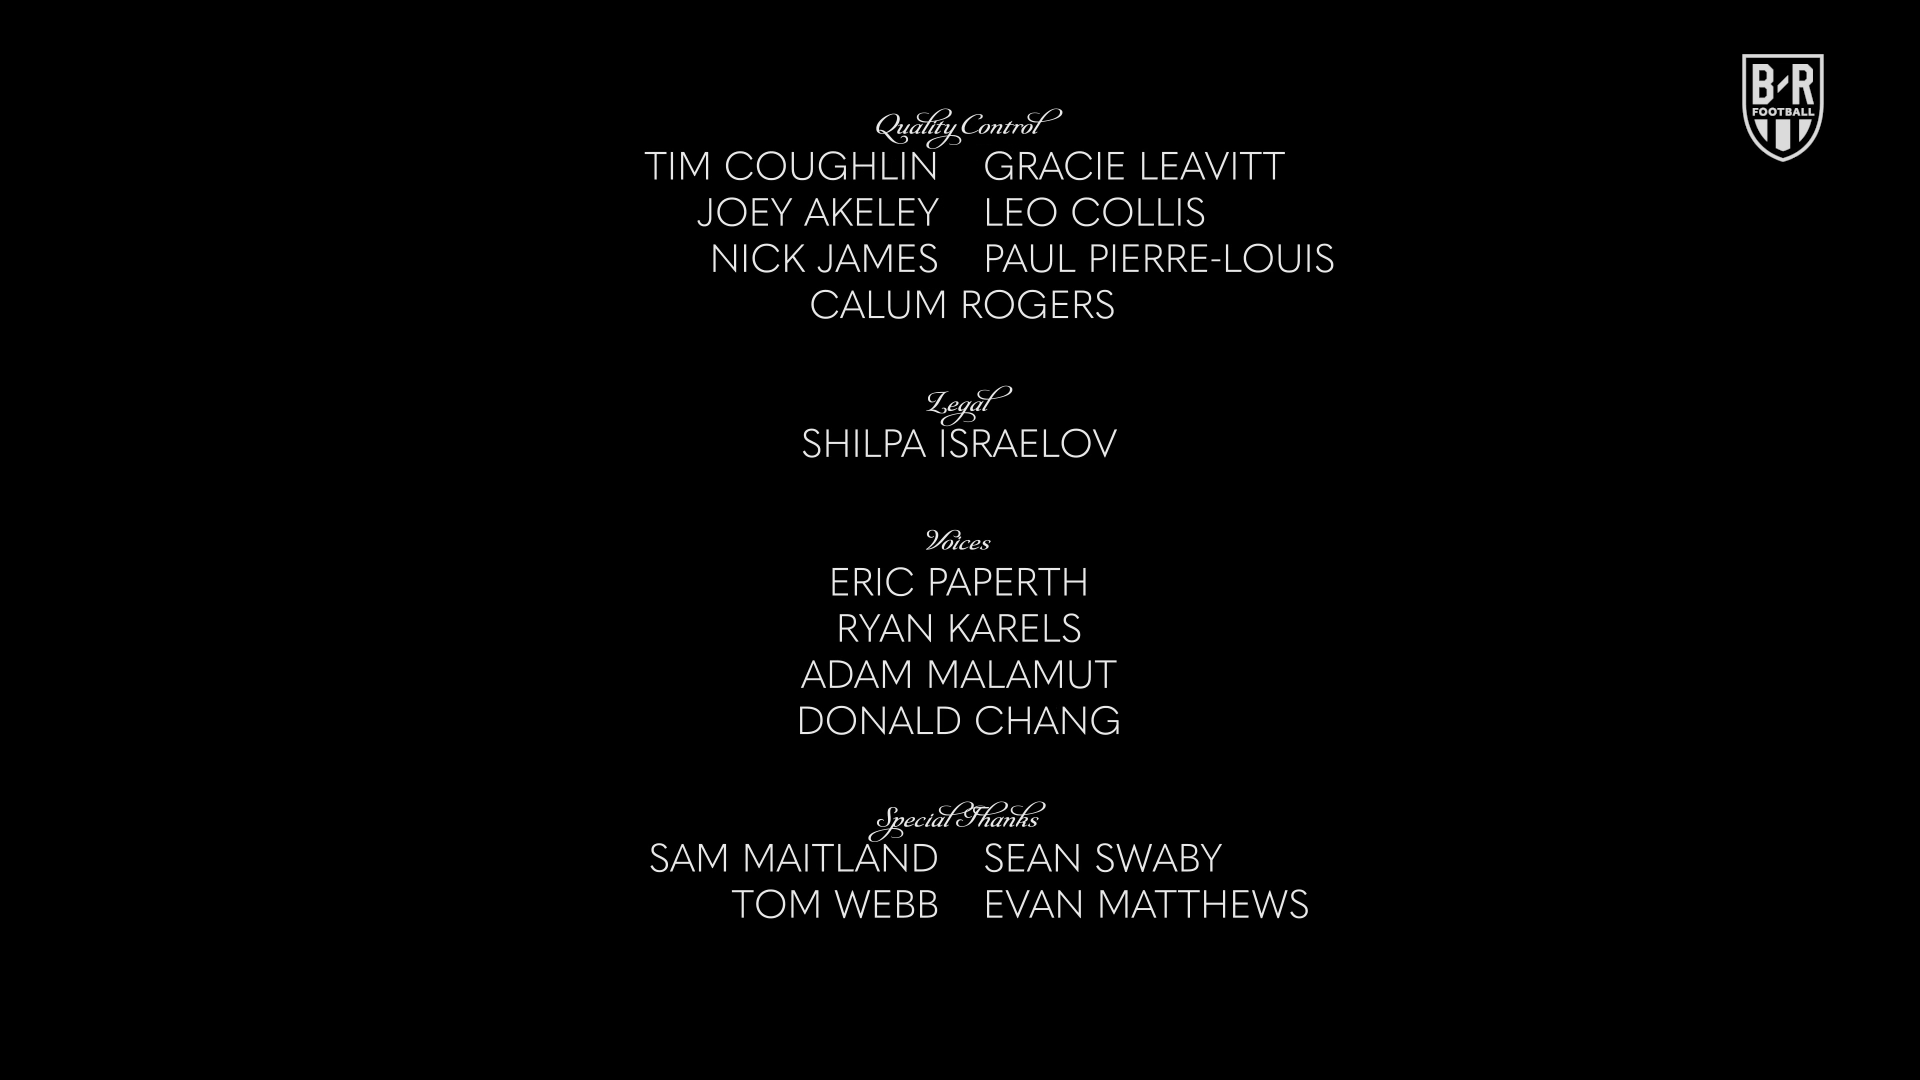 B/R
FOOTBALL
Quality Control
TIM COUGHLIN GRACIE LEAVITT
JOEY AKELEY LEO COLLIS
NICK JAMES PAUL PIERRE-LOUIS
CALUM ROGERS
Legal
SHILPA ISRAELOV
Voices
ERIC PAPERTH
RYAN KARELS
ADAM MALAMUT
DONALD CHANG
Special Thanks
SAM MAITLAND SEAN SWABY
TOM WEBB EVAN MATTHEWS